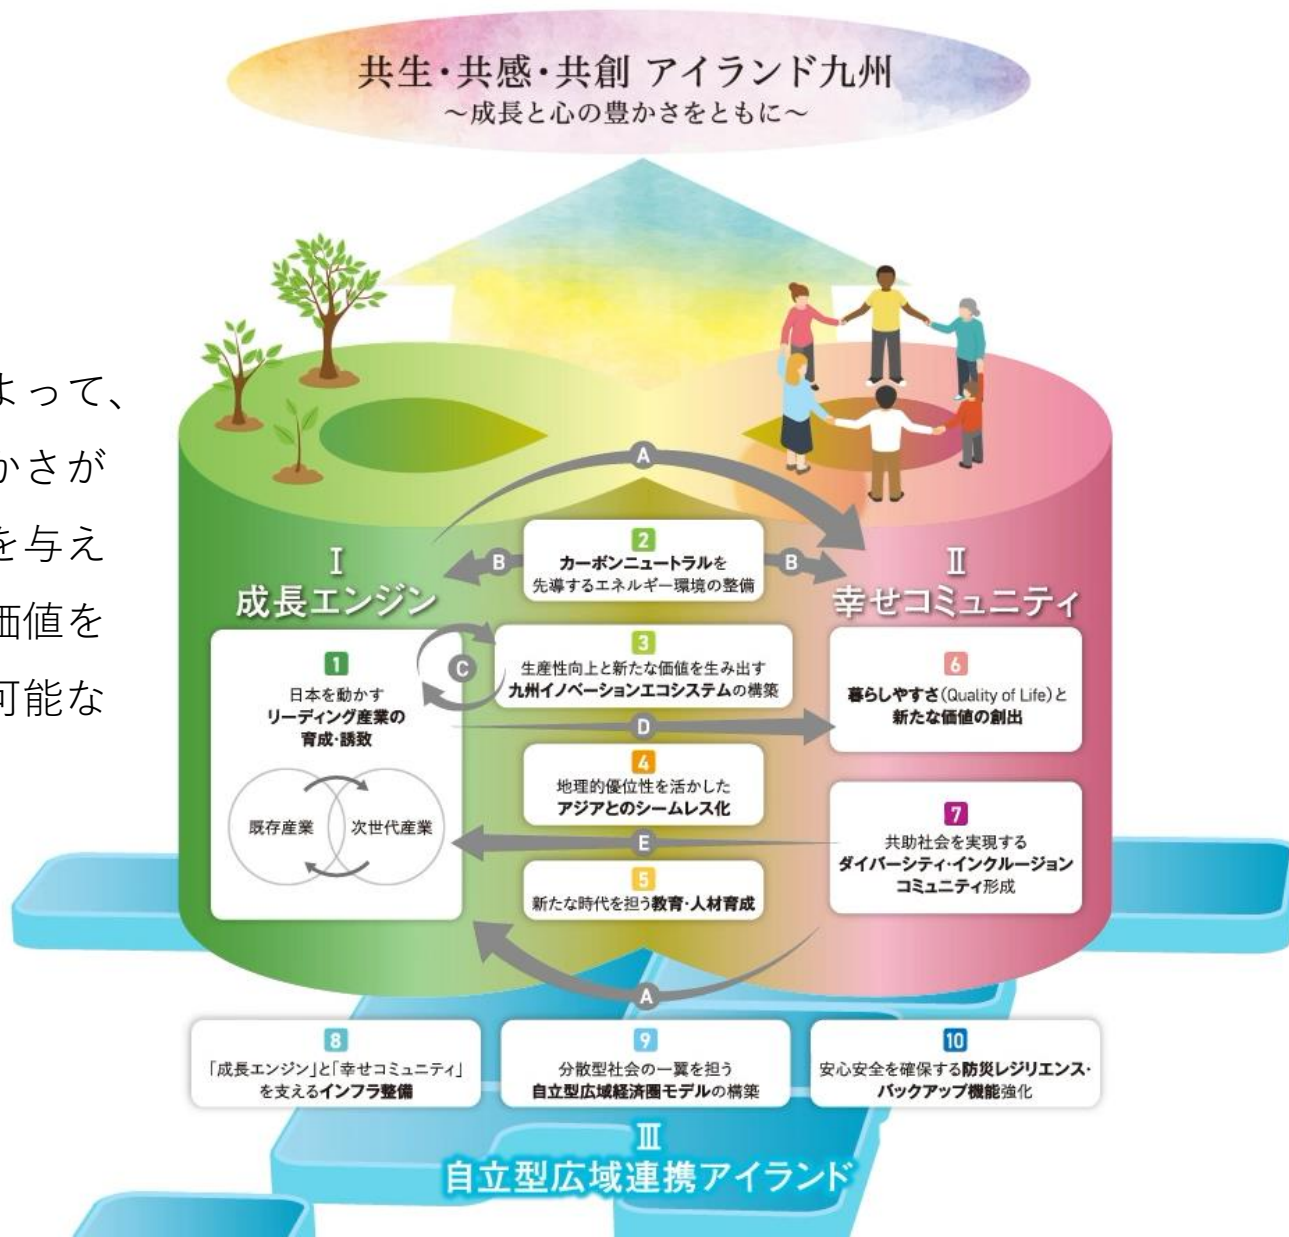 共生・共感・共創 アイランド九州
～成長と心の豊かさをともに～
よって、
かさが
を与え
価値を
可能な
A
Ⅰ
成長エンジン
B
2
カーボンニュートラルを
先導するエネルギー環境の整備
B
Ⅱ
幸せコミュニティ
1
日本を動かす
リーディング産業の
育成・誘致
既存産業
次世代産業
C
3
生産性向上と新たな価値を生み出す
九州イノベーションエコシステムの構築
D
4
地理的優位性を活かした
アジアとのシームレス化
E
5
新たな時代を担う教育・人材育成
6
暮らしやすさ(Quality of Life)と
新たな価値の創出
7
共助社会を実現する
ダイバーシティ・インクルージョン
コミュニティ形成
A
8
「成長エンジン」と「幸せコミュニティ」
を支えるインフラ整備
9
分散型社会の一翼を担う
自立型広域経済圏モデルの構築
10
安心安全を確保する防災レジリエンス・
バックアップ機能強化
Ⅲ
自立型広域連携アイランド